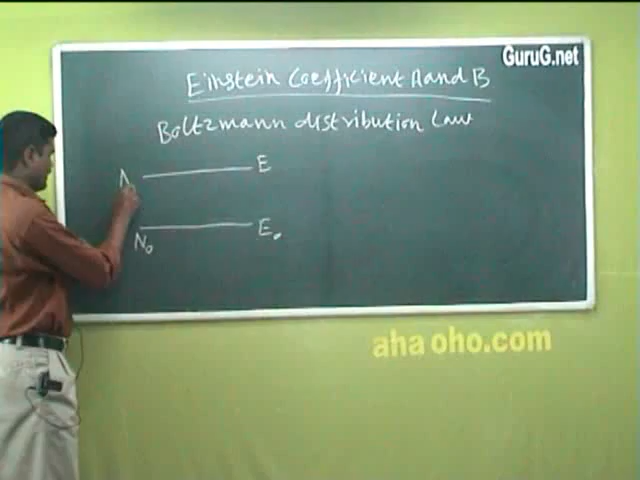 GuruG.net
Einstein Coefficient A and B
Boltzmann distribution Law
E
N₀ E₀
aha oho.com